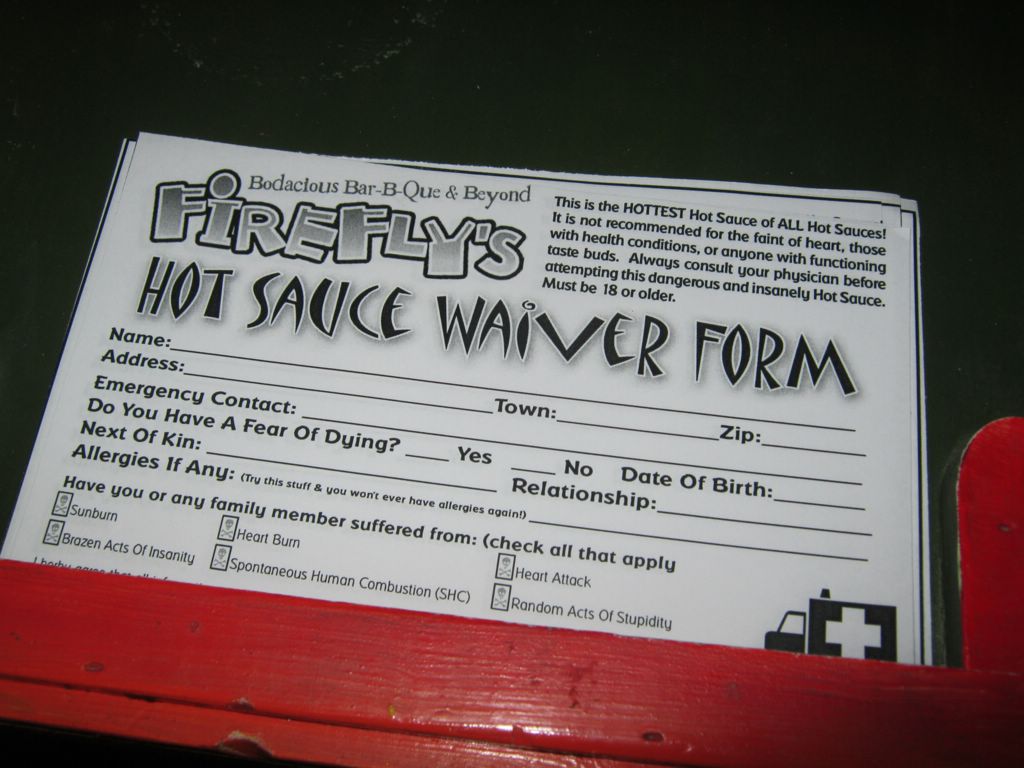 Bodacious Bar-B-Que & Beyond
FIREFLY'S
This is the HOTTEST Hot Sauce of ALL Hot Sauces!
It is not recommended for the faint of heart, those
with health conditions, or anyone with functioning
taste buds. Always consult your physician before
attempting this dangerous and insanely Hot Sauce.
Must be 18 or older.
HOT SAUCE WAiVER FORM
Name:
Address: Town: Zip:
Emergency Contact:
Do You Have A Fear Of Dying? Yes No Date Of Birth:
Next Of Kin: Relationship:
Allergies If Any: (Try this stuff & you won't ever have allergies again!)
Have you or any family member suffered from: (check all that apply
Sunburn Heart Burn Heart Attack
Brazen Acts Of Insanity Spontaneous Human Combustion (SHC) Random Acts Of Stupidity
agree that all